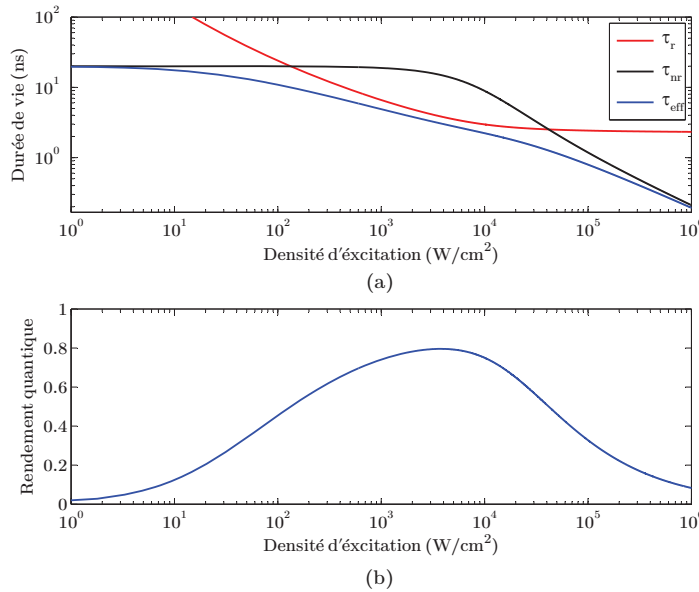 10² 10¹ 10⁰
Durée de vie (ns)
τr
τnr
τeff
10⁰ 10¹ 10² 10³ 10⁴ 10⁵ 10⁶
Densité d'éxcitation (W/cm²)
(a)
1 0.8 0.6 0.4 0.2 0
Rendement quantique
10⁰ 10¹ 10² 10³ 10⁴ 10⁵ 10
Densité d'éxcitation (W/cm²)
(b)